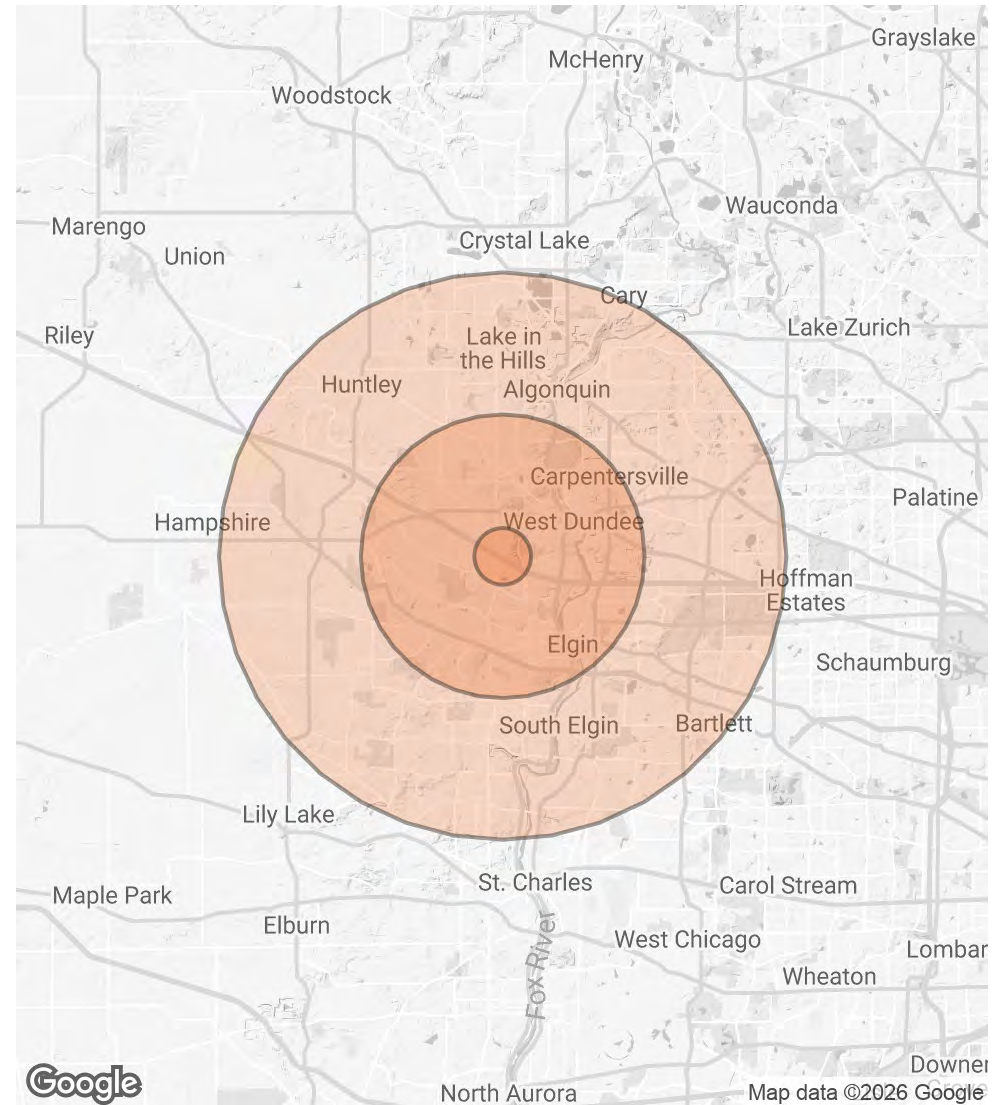 Grayslake
McHenry
Woodstock
Wauconda
Marengo
Crystal Lake
Union
Cary
Lake Zurich
Riley
Lake in
the Hills
Huntley
Algonquin
Carpentersville
Palatine
Hampshire
West Dundee
Hoffman
Estates
Elgin
Schaumburg
South Elgin
Bartlett
Lily Lake
St. Charles
Carol Stream
Maple Park
Elburn
West Chicago
Fox River
Lombar
Wheaton
Downer
Google
North Aurora
Map data ©2026 Google